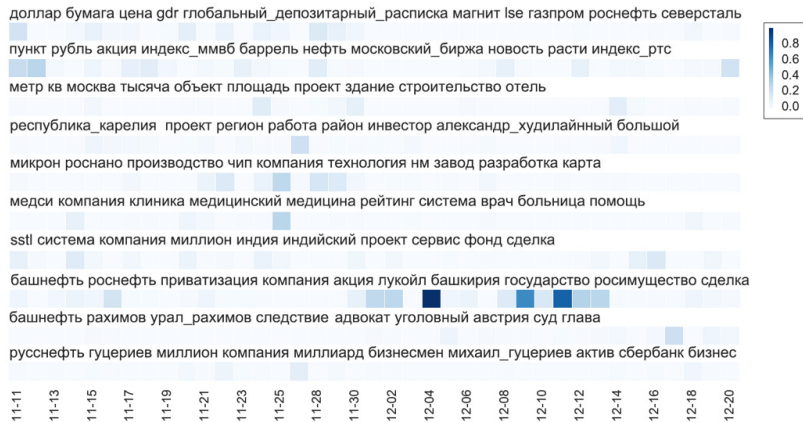 доллар бумага цена gdr глобальный_депозитарный_расписка магнит lse газпром роснефть северсталь
0.8
0.6
0.4
0.2
0.0
пункт рубль акция индекс_ммвб баррель нефть московский_биржа новость расти индекс_ртс
метр кв москва тысяча объект площадь проект здание строительство отель
республика_карелия проект регион работа район инвестор александр_худилайнный большой
микрон роснано производство чип компания технология нм завод разработка карта
медси компания клиника медицинский медицина рейтинг система врач больница помощь
sstl система компания миллион индия индийский проект сервис фонд сделка
башнефть роснефть приватизация компания акция лукойл башкирия государство росимущество сделка
башнефть рахимов урал_рахимов следствие адвокат уголовный австрия суд глава
русснефть гуцериев миллион компания миллиард бизнесмен михаил_гуцериев актив сбербанк бизнес
11-11 11-13 11-15 11-17 11-19 11-21 11-23 11-25 11-28 11-30 12-02 12-04 12-06 12-08 12-10 12-12 12-14 12-16 12-18 12-20